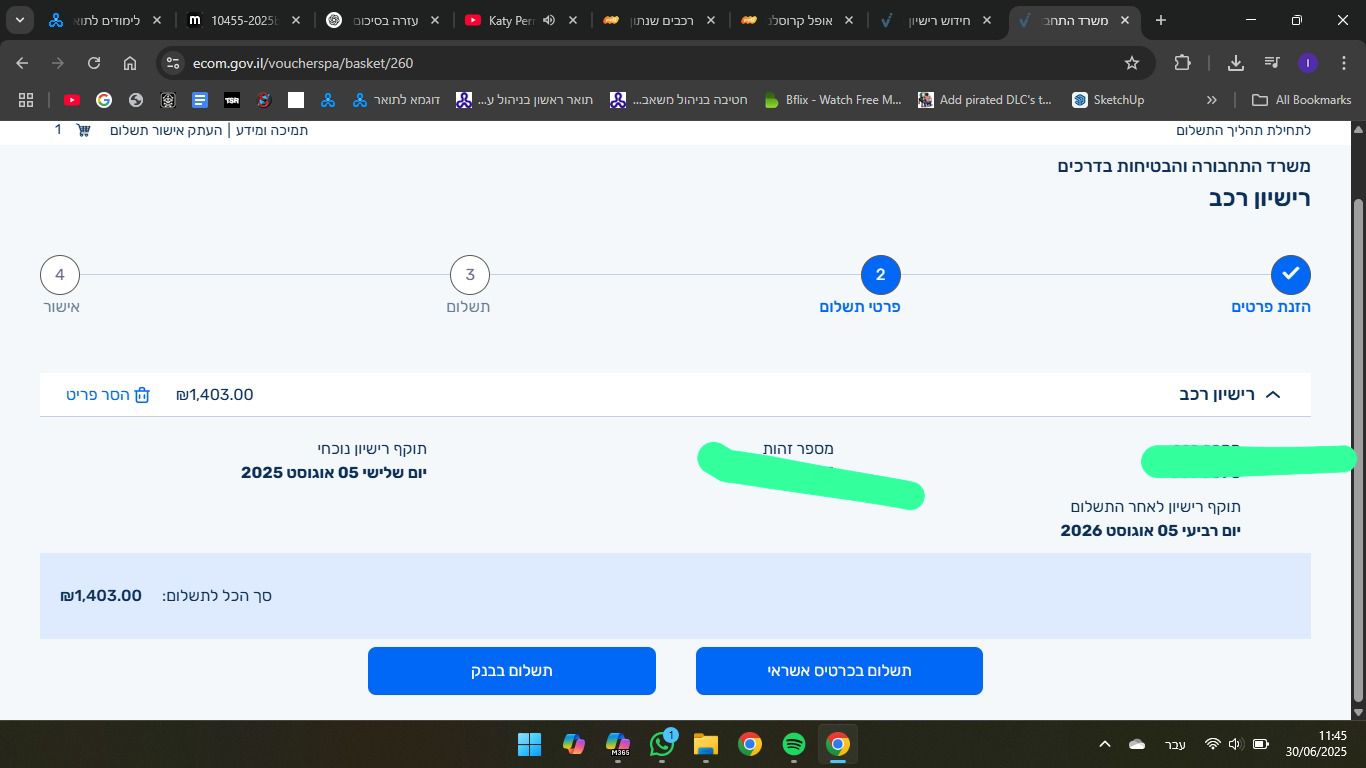 לימודים לתוא
10455-2025
עזרה בסיכום
Katy Per
רכבים שנתון
אופל קרוסלנ
חידוש רישיון
משרד התחב
ecom.gov.il/voucherspa/basket/260
דוגמא לתואר
תואר ראשון בניהול ע...
חטיבה בניהול משאב...
Bflix - Watch Free M...
Add pirated DLC's t...
SketchUp
All Bookmarks
לתחילת תהליך התשלום
תמיכה ומידע | העתק אישור תשלום
1
משרד התחבורה והבטיחות בדרכים
רישיון רכב
הזנת פרטים
2
פרטי תשלום
3
תשלום
4
אישור
רישיון רכב
₪1,403.00
הסר פריט
מספר זהות
תוקף רישיון נוכחי
יום שלישי 05 אוגוסט 2025
תוקף רישיון לאחר התשלום
יום רביעי 05 אוגוסט 2026
סך הכל לתשלום: ₪1,403.00
תשלום בכרטיס אשראי
תשלום בבנק
M365
1
עבר
11:45
30/06/2025